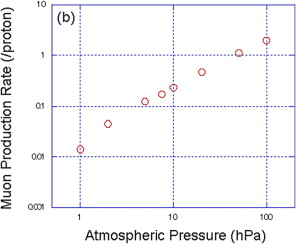 (b)
Muon Production Rate (/proton)
10
1
0.1
0.01
0.001
1 10 100
Atmospheric Pressure (hPa)